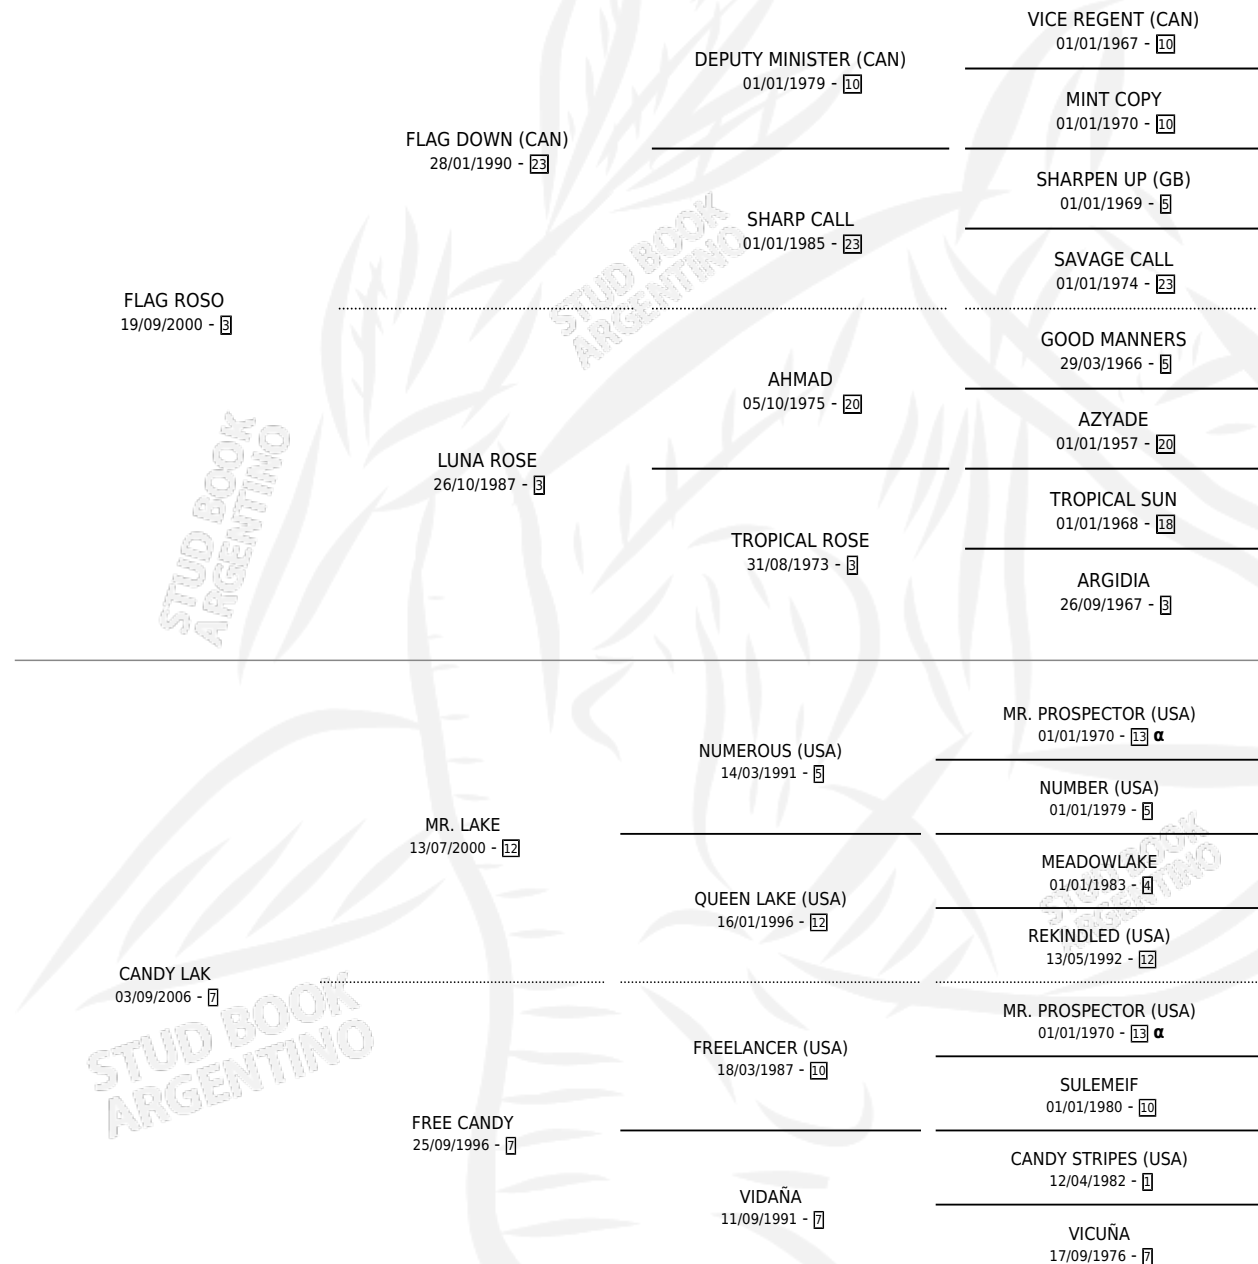 VICE REGENT (CAN)
01/01/1967 - 10
DEPUTY MINISTER (CAN)
01/01/1979 - 10
MINT COPY
01/01/1970 - 10
FLAG DOWN (CAN)
28/01/1990 - 23
SHARPEN UP (GB)
01/01/1969 - 5
SHARP CALL
01/01/1985 - 23
SAVAGE CALL
01/01/1974 - 23
FLAG ROSO
19/09/2000 - 3
GOOD MANNERS
29/03/1966 - 5
AHMAD
05/10/1975 - 20
AZYADE
01/01/1957 - 20
LUNA ROSE
26/10/1987 - 3
TROPICAL SUN
01/01/1968 - 18
TROPICAL ROSE
31/08/1973 - 3
ARGIDIA
26/09/1967 - 3
STUD BOOK
ARGENTINO
STUD BOOK
ARGENTINO
MR. PROSPECTOR (USA)
01/01/1970 - 13 α
NUMEROUS (USA)
14/03/1991 - 5
NUMBER (USA)
01/01/1979 - 5
MR. LAKE
13/07/2000 - 12
MEADOWLAKE
01/01/1983 - 4
QUEEN LAKE (USA)
16/01/1996 - 12
REKINDLED (USA)
13/05/1992 - 12
STUD BOOK
ARGENTINO
CANDY LAK
03/09/2006 - 7
MR. PROSPECTOR (USA)
01/01/1970 - 13 α
FREELANCER (USA)
18/03/1987 - 10
SULEMEIF
01/01/1980 - 10
STUD BOOK
ARGENTINO
FREE CANDY
25/09/1996 - 7
CANDY STRIPES (USA)
12/04/1982 - 1
VIDAÑA
11/09/1991 - 7
VICUÑA
17/09/1976 - 7